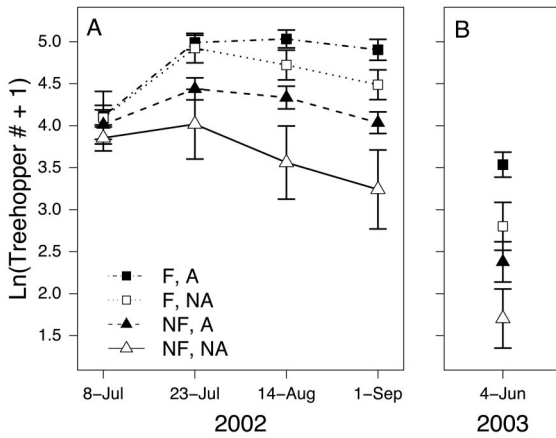 A
B
Ln(Treehopper # + 1)
5.0
4.5
4.0
3.5
3.0
2.5
2.0
1.5
F, A
F, NA
NF, A
NF, NA
8–Jul 23–Jul 14–Aug 1–Sep
4–Jun
2002
2003